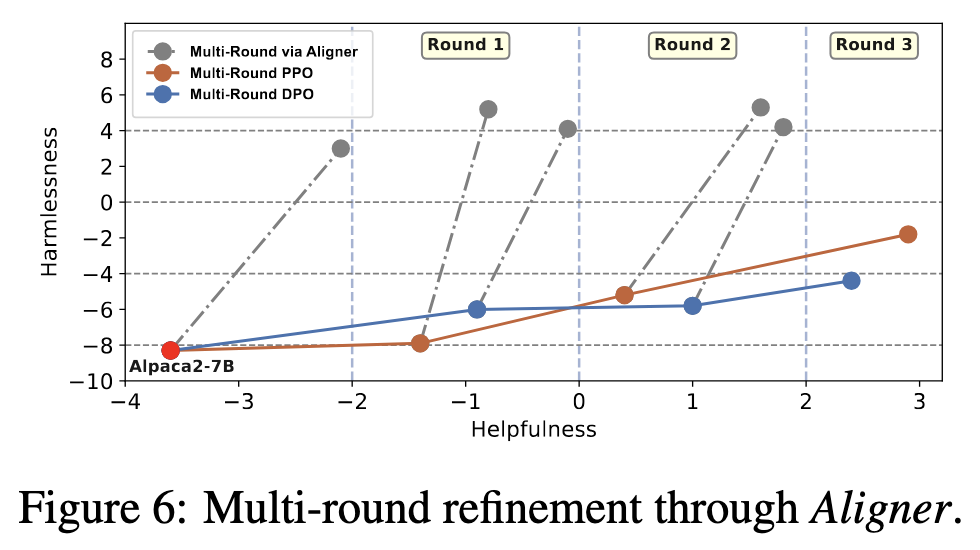 Multi-Round via Aligner
Multi-Round PPO
Multi-Round DPO
Round 1
Round 2
Round 3
Harmlessness
8
6
4
2
0
−2
−4
−6
−8
−10
Alpaca2-7B
−4 −3 −2 −1 0 1 2 3
Helpfulness
Figure 6: Multi-round refinement through Aligner.